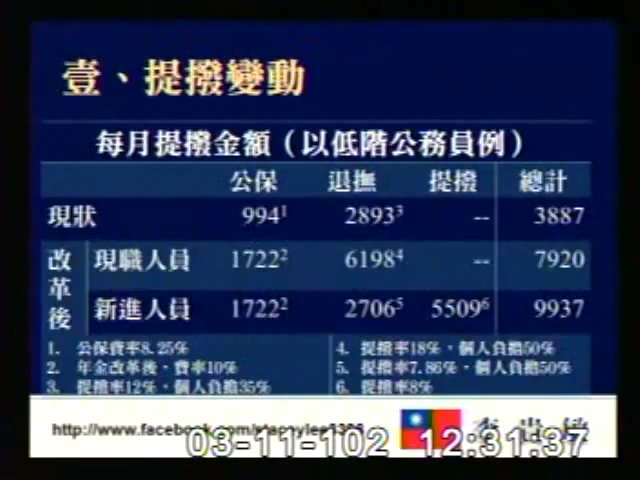 壹、提撥變動
每月提撥金額（以低階公務員例）
公保 退撫 提撥 總計
現狀 994¹ 2893³ -- 3887
改革後 現職人員 1722² 6198⁴ -- 7920
新進人員 1722² 2706⁵ 5509⁶ 9937
1. 公保費率8.25%
2. 年金改革後，費率10%
3. 提撥率12%，個人負擔35%
4. 提撥率18%，個人負擔50%
5. 提撥率7.86%，個人負擔50%
6. 提撥率8%
http://www.facebook.com/
03-11-102 12:31:37